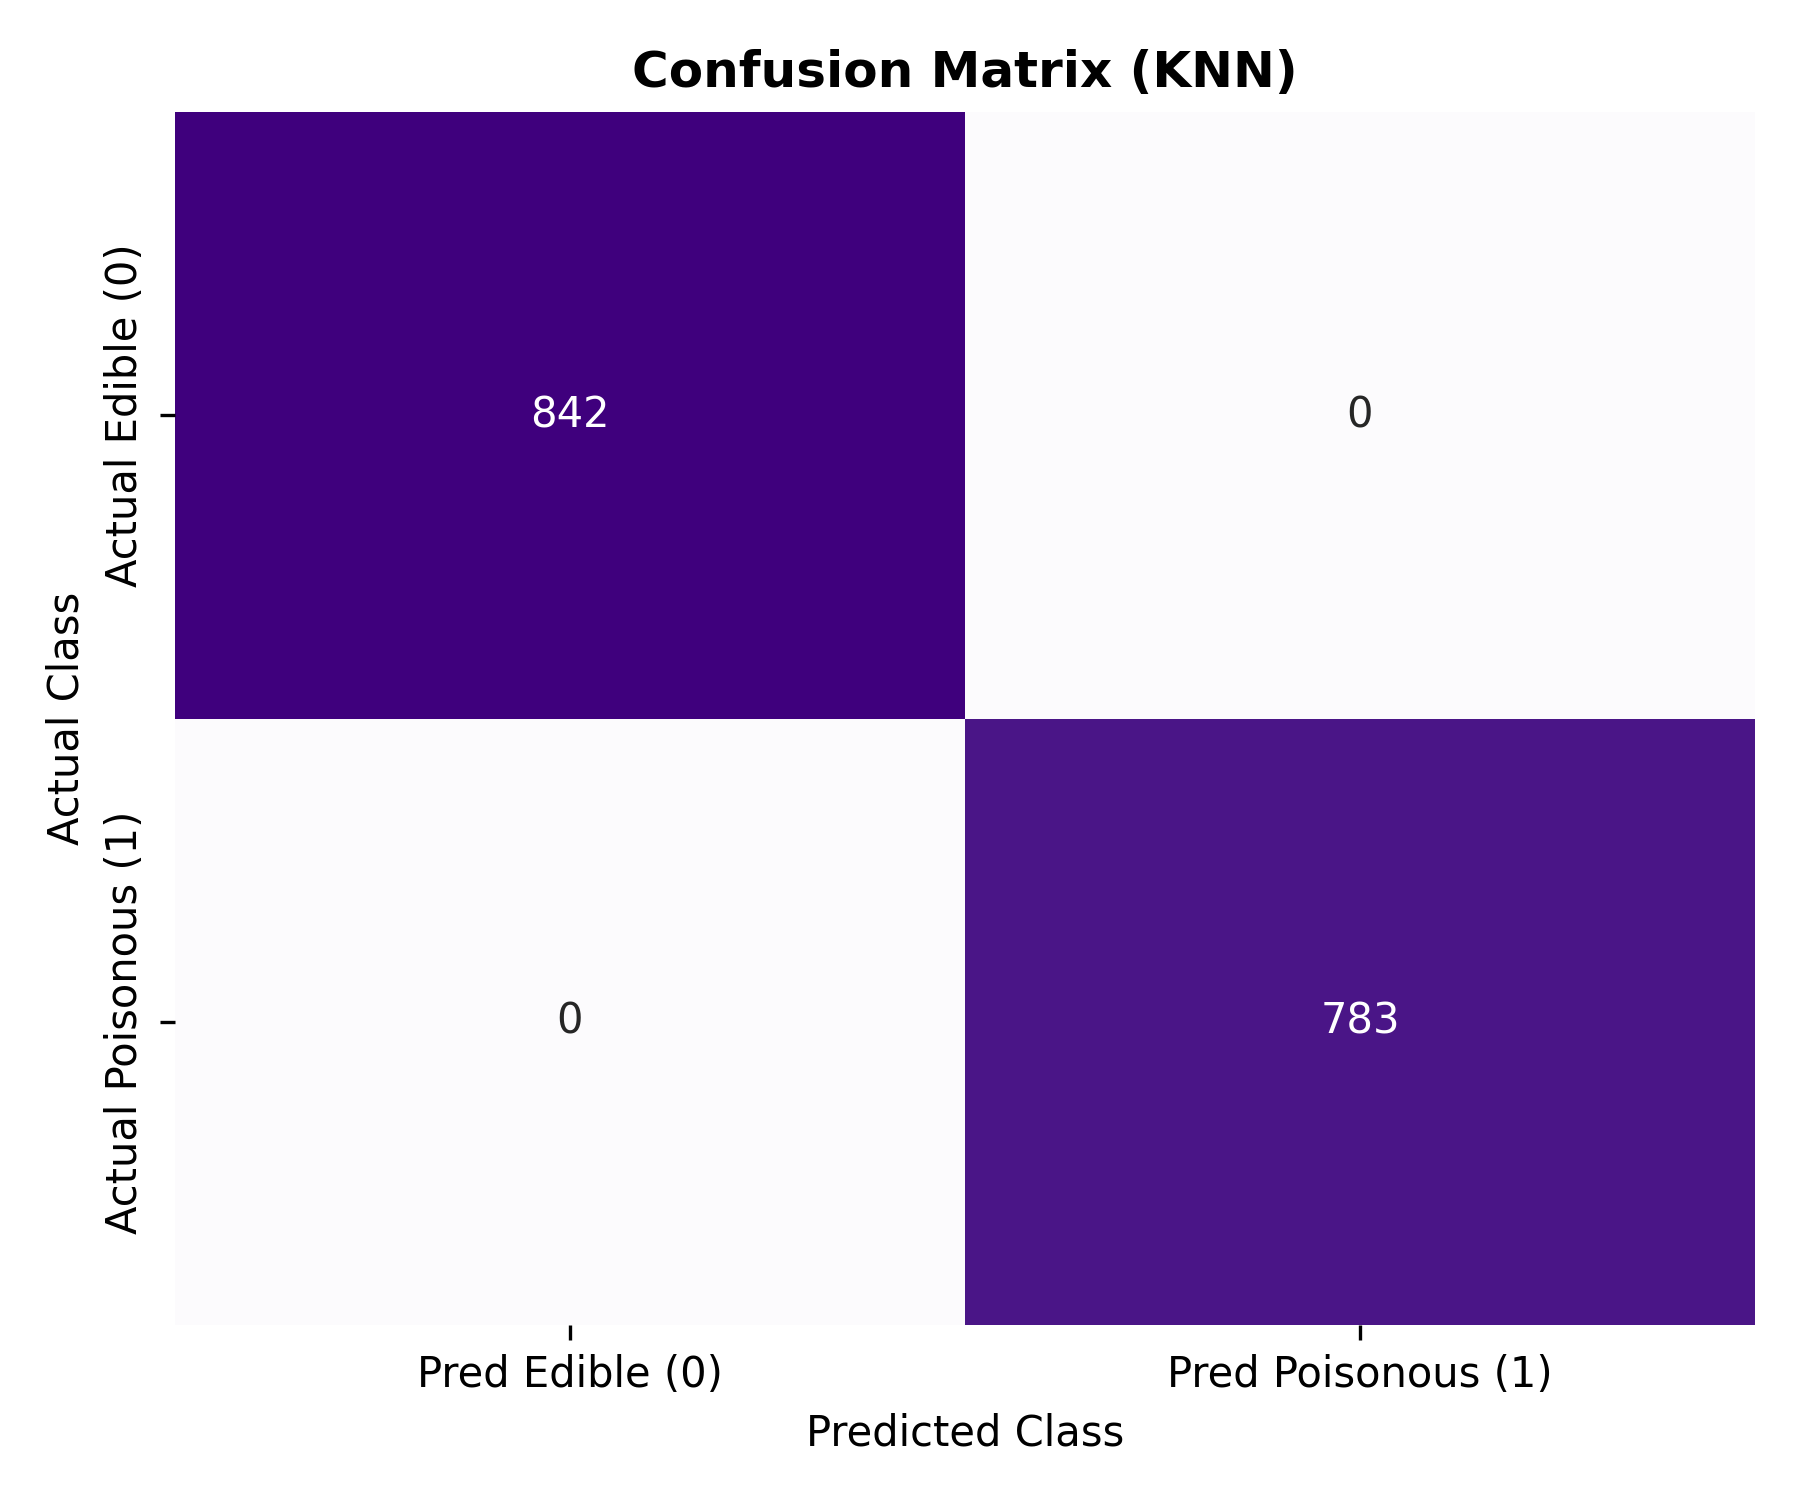 Confusion Matrix (KNN)
Actual Class
Actual Edible (0)
842
0
Actual Poisonous (1)
0
783
Pred Edible (0)
Pred Poisonous (1)
Predicted Class